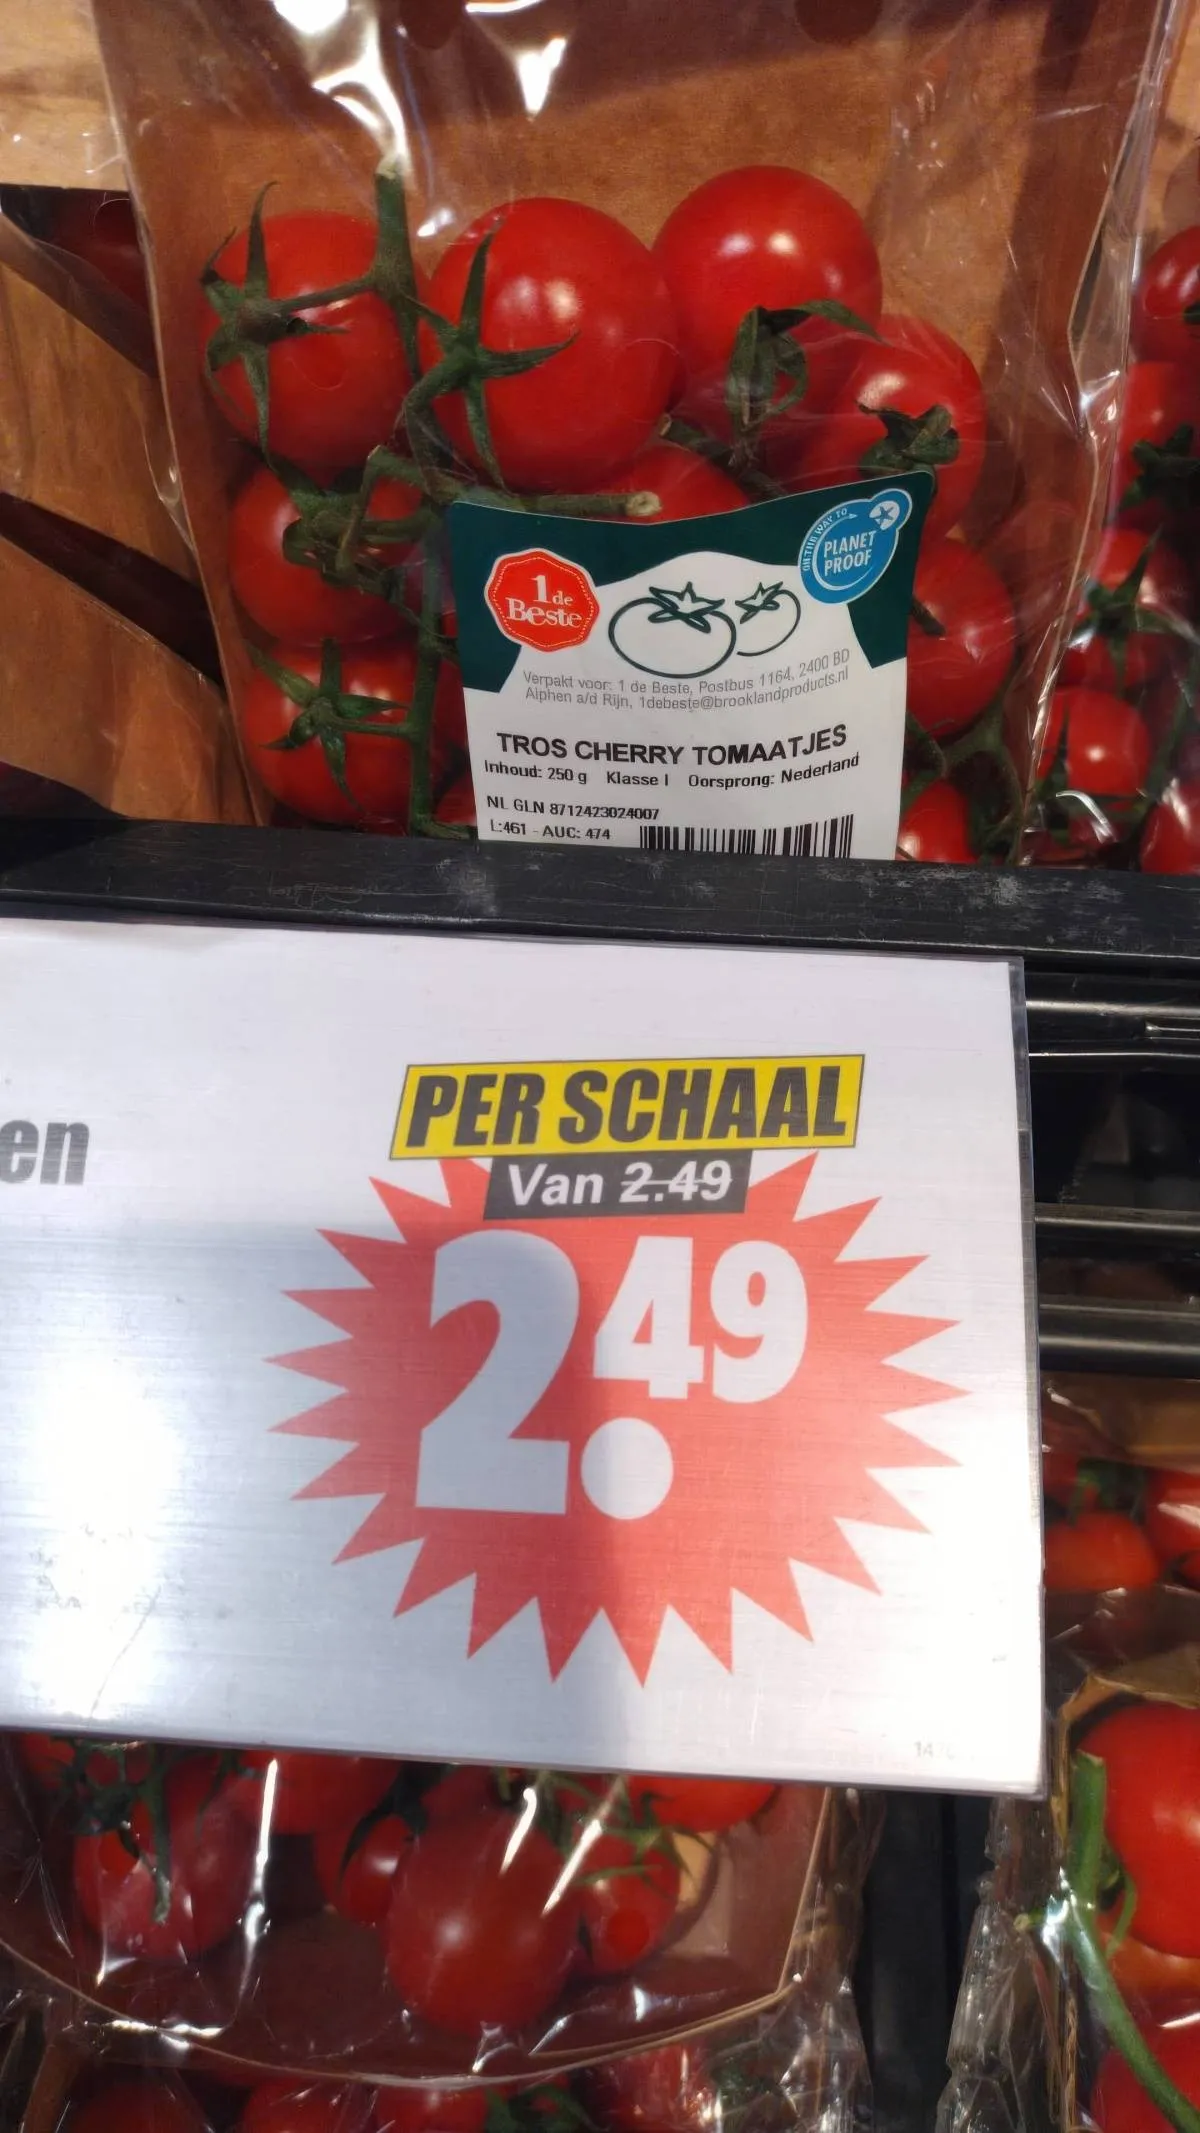 ON THE WAY TO
PLANET
PROOF
1 de
Beste
Verpakt voor: 1 de Beste, Postbus 1164, 2400 BD
Alphen a/d Rijn, 1debeste@brooklandproducts.nl
TROS CHERRY TOMAATJES
Inhoud: 250 g Klasse I Oorsprong: Nederland
NL GLN 8712423024007
L:461 - AUC: 474
PER SCHAAL
Van 2.49
en
2.49